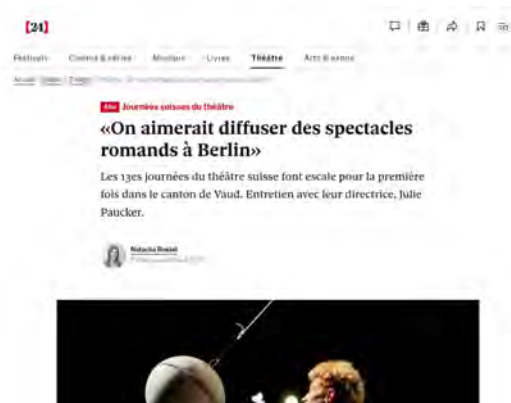 [24]
Festivals Cinéma & séries Musique Livres Théâtre Arts & expos
Abo Journées suisses du théâtre
«On aimerait diffuser des spectacles
romands à Berlin»
Les 13es journées du théâtre suisse font escale pour la première
fois dans le canton de Vaud. Entretien avec leur directrice, Julie
Paucker.
Natacha Rossel